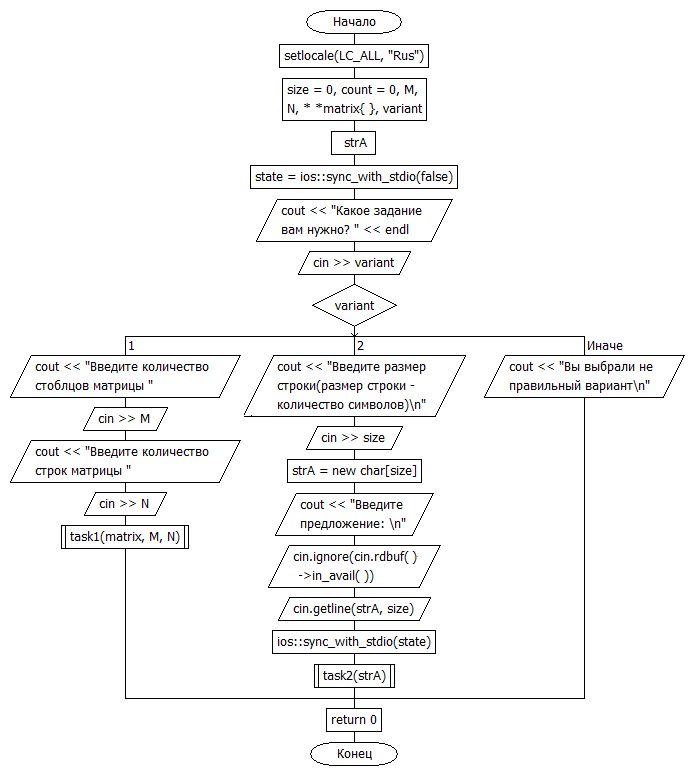 Начало
setlocale(LC_ALL, "Rus")
size = 0, count = 0, M,
N, * *matrix{ }, variant
strA
state = ios::sync_with_stdio(false)
cout << "Какое задание
вам нужно? " << endl
cin >> variant
variant
1
cout << "Введите количество
стоблцов матрицы "
cin >> M
cout << "Введите количество
строк матрицы "
cin >> N
task1(matrix, M, N)
2
cout << "Введите размер
строки(размер строки -
количество символов)\n"
cin >> size
strA = new char[size]
cout << "Введите
предложение: \n"
cin.ignore(cin.rdbuf( )
->in_avail( ))
cin.getline(strA, size)
ios::sync_with_stdio(state)
task2(strA)
Иначе
cout << "Вы выбрали не
правильный вариант\n"
return 0
Конец